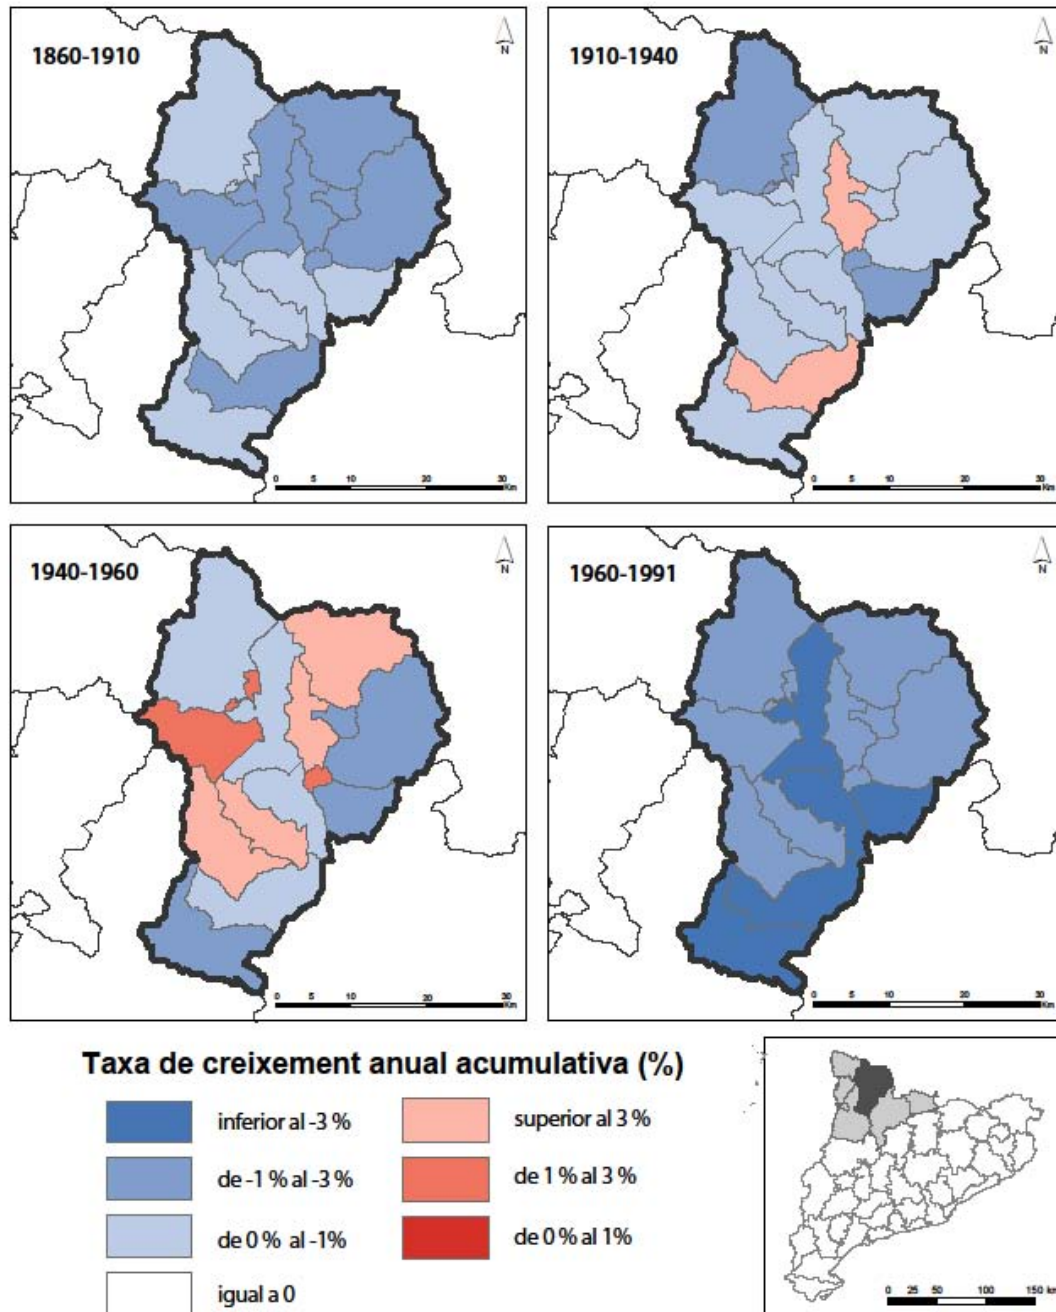 1860-1910
N
0 5 10 20 30
Km
1910-1940
N
0 5 10 20 30
Km
1940-1960
N
0 5 10 20 30
Km
1960-1991
N
0 5 10 20 30
Km
Taxa de creixement anual acumulativa (%)
inferior al -3 %
superior al 3 %
de -1 % al -3 %
de 1 % al 3 %
de 0 % al -1%
de 0 % al 1%
igual a 0
0 25 50 100 150 km